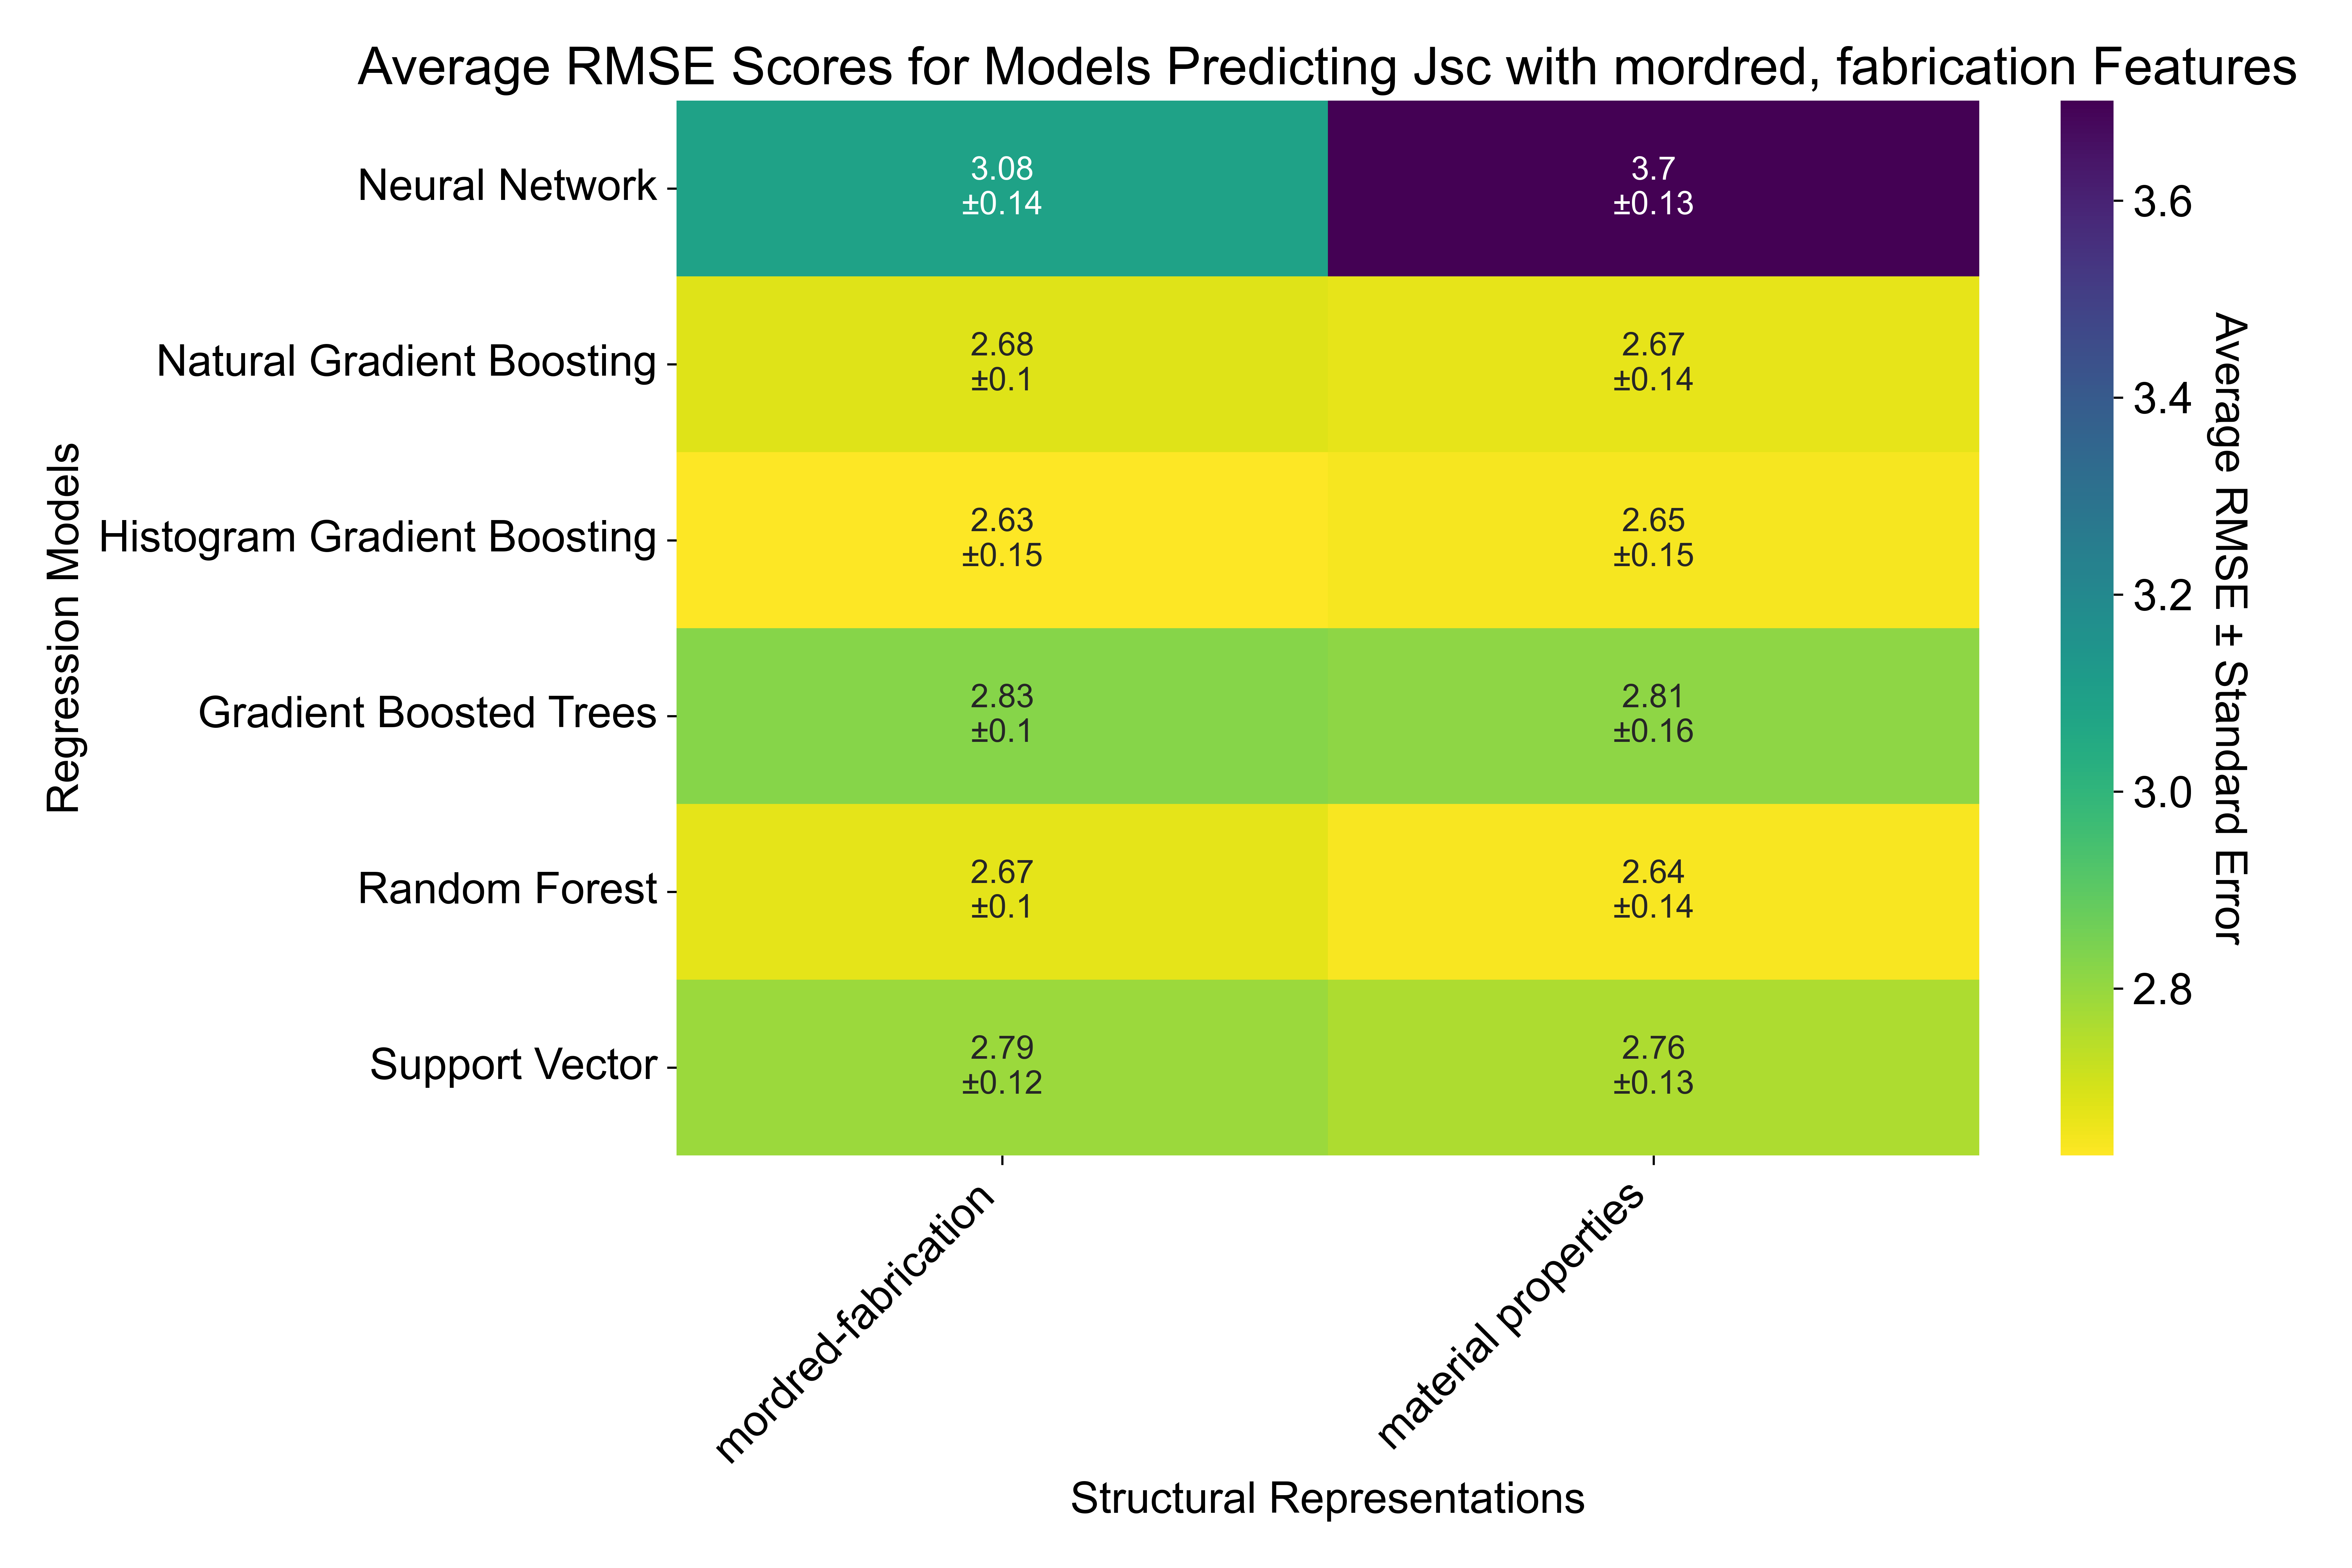 Average RMSE Scores for Models Predicting Jsc with mordred, fabrication Features
Regression Models
Neural Network
3.08
±0.14
3.7
±0.13
Natural Gradient Boosting
2.68
±0.1
2.67
±0.14
Histogram Gradient Boosting
2.63
±0.15
2.65
±0.15
Gradient Boosted Trees
2.83
±0.1
2.81
±0.16
Random Forest
2.67
±0.1
2.64
±0.14
Support Vector
2.79
±0.12
2.76
±0.13
mordred-fabrication
material properties
Structural Representations
3.6
3.4
3.2
3.0
2.8
Average RMSE ± Standard Error